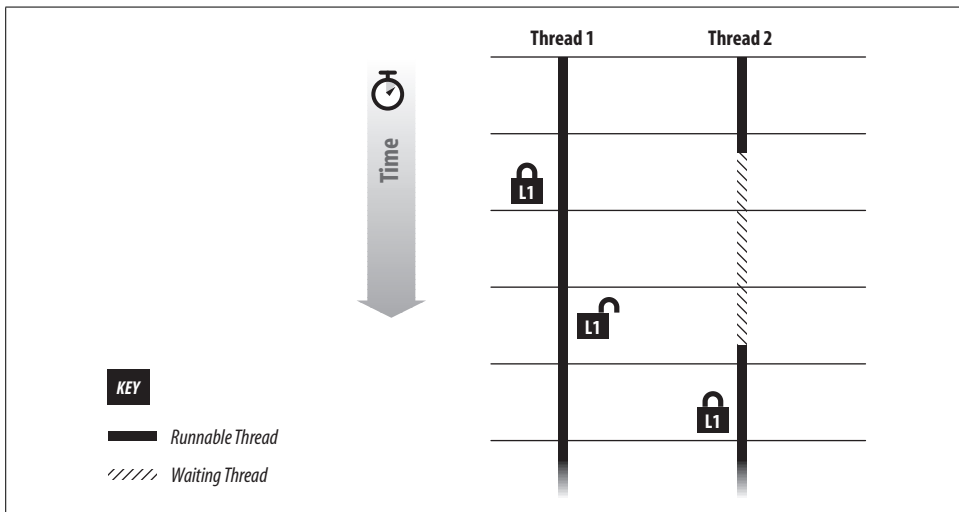 Thread 1
Thread 2
Time
L1
L1
L1
KEY
Runnable Thread
Waiting Thread